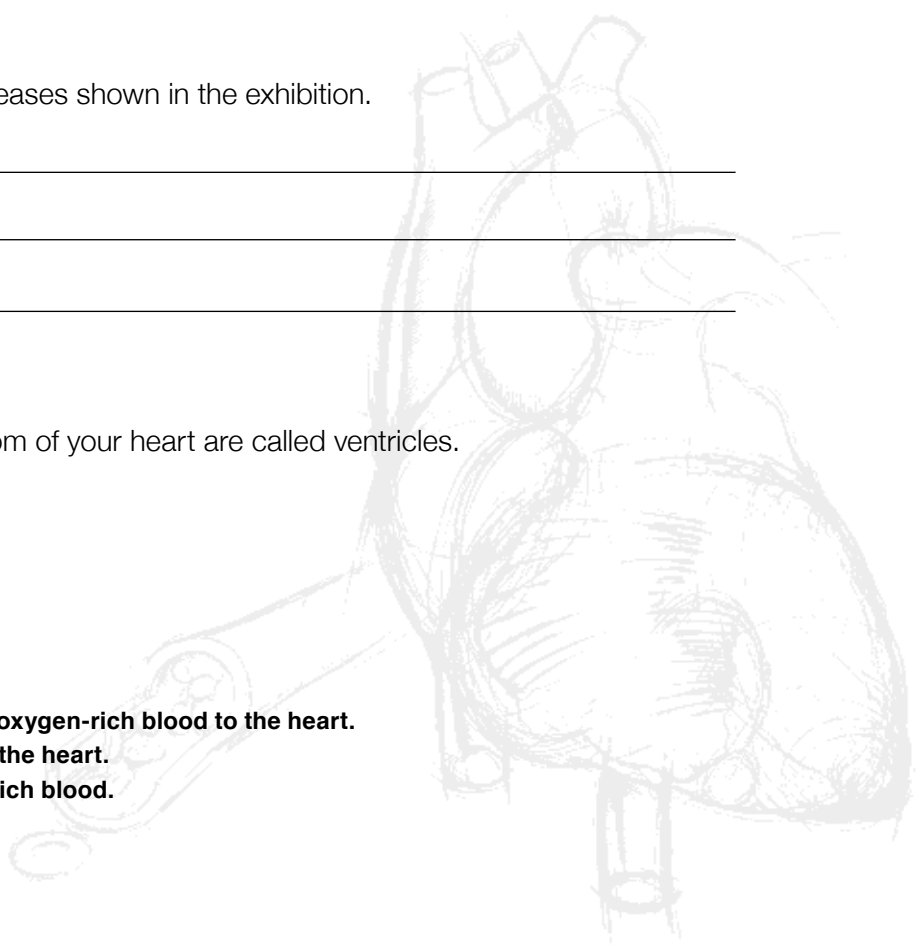 eases shown in the exhibition.
om of your heart are called ventricles.
oxygen-rich blood to the heart.
the heart.
ich blood.